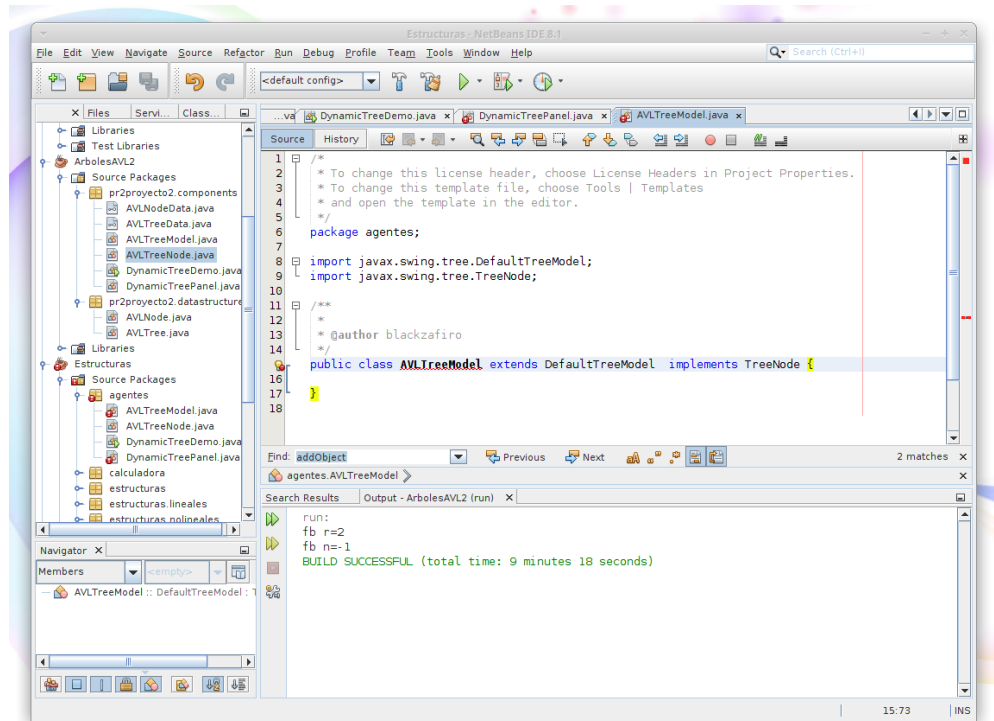 Estructuras - NetBeans IDE 8.1
File Edit View Navigate Source Refactor Run Debug Profile Team Tools Window Help
Search (Ctrl+I)
<default config>
Files Servi... Class...
Libraries
Test Libraries
ArbolesAVL2
Source Packages
pr2proyecto2.components
AVLNodeData.java
AVLTreeData.java
AVLTreeModel.java
AVLTreeNode.java
DynamicTreeDemo.java
DynamicTreePanel.java
pr2proyecto2.datastructure
AVLNode.java
AVLTree.java
Libraries
Estructuras
Source Packages
agentes
AVLTreeModel.java
AVLTreeNode.java
DynamicTreeDemo.java
DynamicTreePanel.java
calculadora
estructuras
estructuras.lineales
estructuras.nolineales
Navigator
Members <empty>
AVLTreeModel :: DefaultTreeModel : T
...va DynamicTreeDemo.java DynamicTreePanel.java AVLTreeModel.java
Source History
1 /*
2 * To change this license header, choose License Headers in Project Properties.
3 * To change this template file, choose Tools | Templates
4 * and open the template in the editor.
5 */
6 package agentes;
7
8 import javax.swing.tree.DefaultTreeModel;
9 import javax.swing.tree.TreeNode;
10
11 /**
12 *
13 * @author blackzafiro
14 */
public class AVLTreeModel extends DefaultTreeModel  implements TreeNode {
16
17 }
18
Find: addObject Previous Next aA 2 matches
agentes.AVLTreeModel
Search Results Output - ArbolesAVL2 (run)
run:
fb r=2
fb n=-1
BUILD SUCCESSFUL (total time: 9 minutes 18 seconds)
15:73 INS